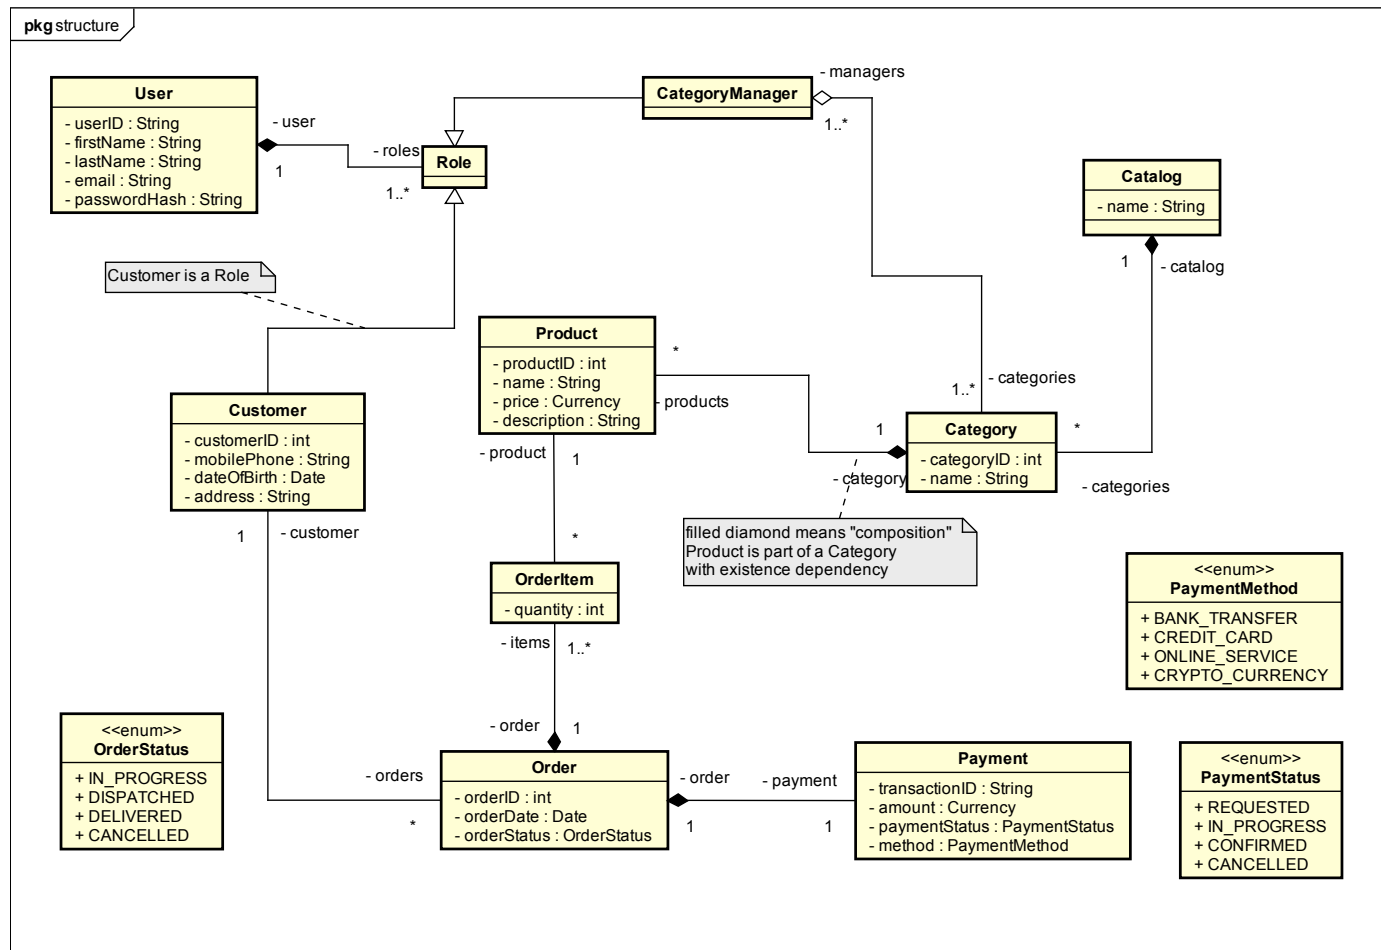 pkg structure
User
- userID : String
- firstName : String
- lastName : String
- email : String
- passwordHash : String
- user
1
- roles
1..*
Role
CategoryManager
- managers
1..*
Catalog
- name : String
1
- catalog
Customer is a Role
Product
- productID : int
- name : String
- price : Currency
- description : String
*
- products
- categories
1..*
Customer
- customerID : int
- mobilePhone : String
- dateOfBirth : Date
- address : String
Category
- categoryID : int
- name : String
1
- category
*
- categories
- product
1
1
- customer
filled diamond means "composition"
Product is part of a Category
with existence dependency
*
OrderItem
- quantity : int
- items
1..*
<<enum>>
PaymentMethod
+ BANK_TRANSFER
+ CREDIT_CARD
+ ONLINE_SERVICE
+ CRYPTO_CURRENCY
<<enum>>
OrderStatus
+ IN_PROGRESS
+ DISPATCHED
+ DELIVERED
+ CANCELLED
- order
1
- orders
*
Order
- orderID : int
- orderDate : Date
- orderStatus : OrderStatus
- order
1
- payment
1
Payment
- transactionID : String
- amount : Currency
- paymentStatus : PaymentStatus
- method : PaymentMethod
<<enum>>
PaymentStatus
+ REQUESTED
+ IN_PROGRESS
+ CONFIRMED
+ CANCELLED